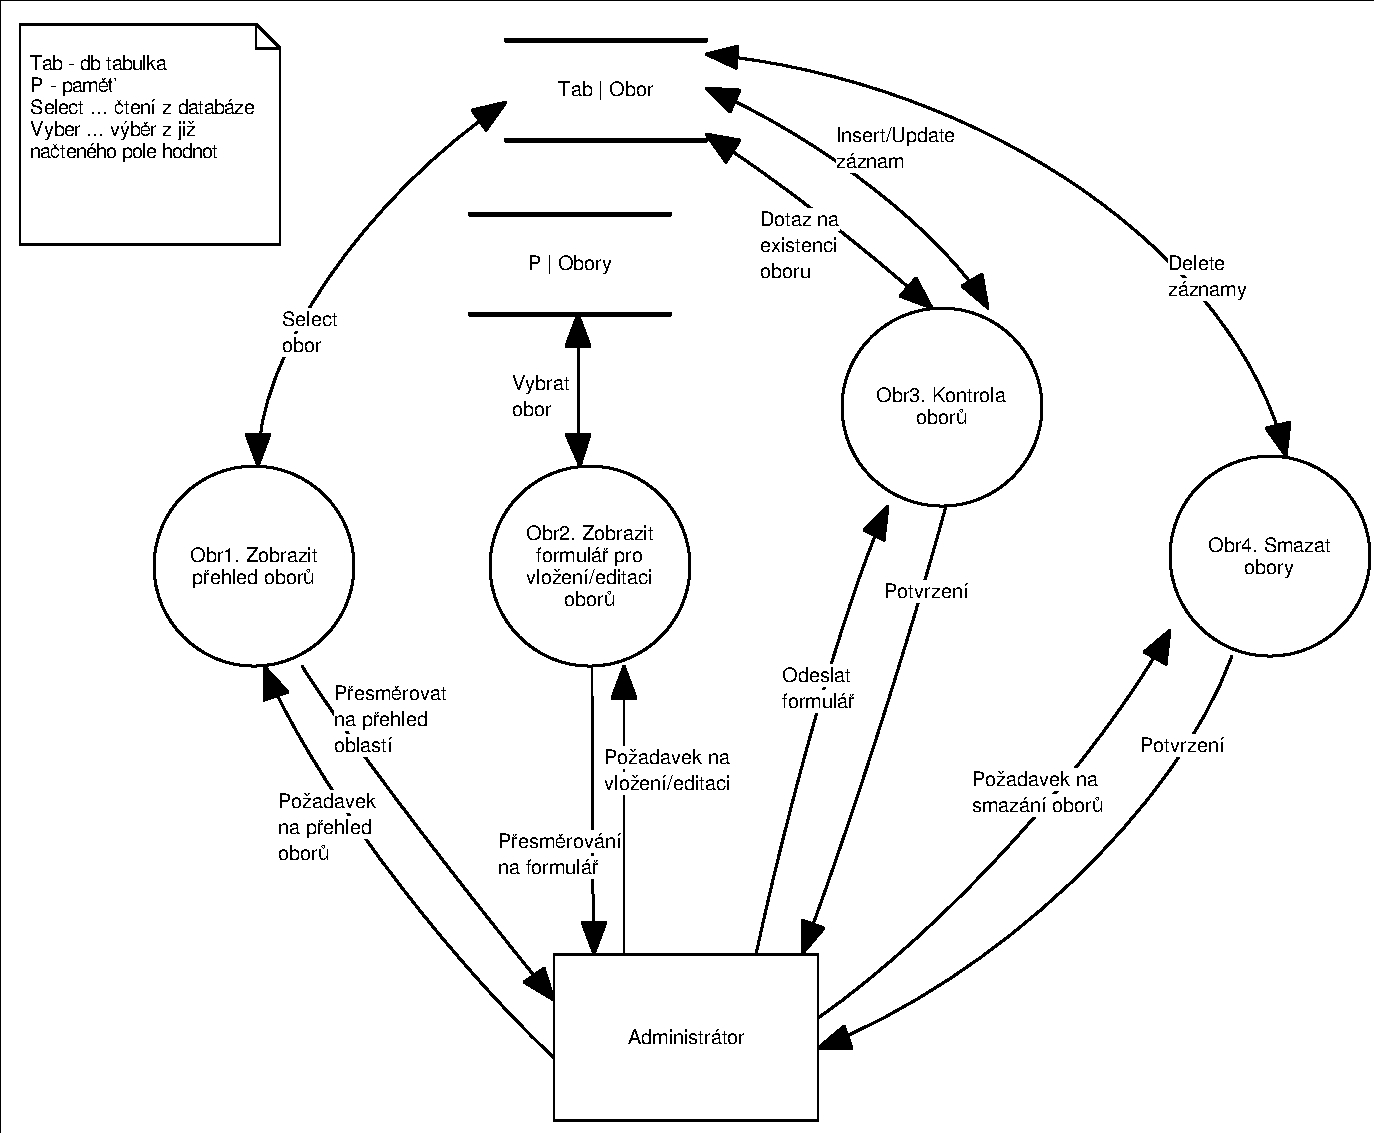 Tab - db tabulka
P - paměť
Select ... čtení z databáze
Vyber ... výběr z již
načteného pole hodnot
Tab | Obor
Insert/Update
záznam
Dotaz na
existenci
oboru
P | Obory
Delete
záznamy
Select
obor
Vybrat
obor
Obr3. Kontrola
oborů
Obr1. Zobrazit
přehled oborů
Obr2. Zobrazit
formulář pro
vložení/editaci
oborů
Obr4. Smazat
obory
Potvrzení
Odeslat
formulář
Přesměrovat
na přehled
oblastí
Požadavek na
vložení/editaci
Potvrzení
Požadavek na
smazání oborů
Požadavek
na přehled
oborů
Přesměrování
na formulář
Administrátor